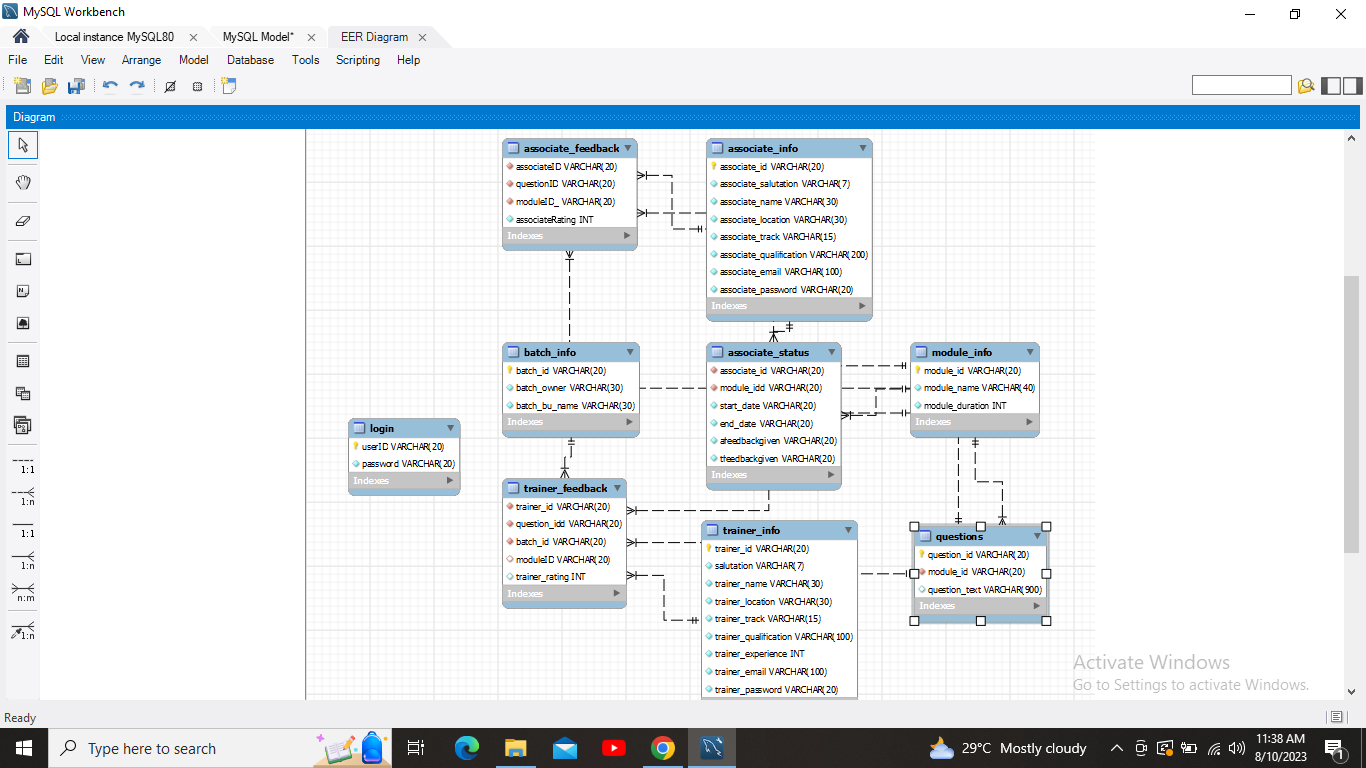 MySQL Workbench
Local instance MySQL80
MySQL Model*
EER Diagram
File Edit View Arrange Model Database Tools Scripting Help
Diagram
associate_feedback
associateID VARCHAR(20)
questionID VARCHAR(20)
moduleID_ VARCHAR(20)
associateRating INT
Indexes
associate_info
associate_id VARCHAR(20)
associate_salutation VARCHAR(7)
associate_name VARCHAR(30)
associate_location VARCHAR(30)
associate_track VARCHAR(15)
associate_qualification VARCHAR(200)
associate_email VARCHAR(100)
associate_password VARCHAR(20)
Indexes
batch_info
batch_id VARCHAR(20)
batch_owner VARCHAR(30)
batch_bu_name VARCHAR(30)
Indexes
associate_status
associate_id VARCHAR(20)
module_idd VARCHAR(20)
start_date VARCHAR(20)
end_date VARCHAR(20)
afeedbackgiven VARCHAR(20)
tfeedbackgiven VARCHAR(20)
Indexes
module_info
module_id VARCHAR(20)
module_name VARCHAR(40)
module_duration INT
Indexes
login
userID VARCHAR(20)
password VARCHAR(20)
Indexes
trainer_feedback
trainer_id VARCHAR(20)
question_idd VARCHAR(20)
batch_id VARCHAR(20)
moduleID VARCHAR(20)
trainer_rating INT
Indexes
trainer_info
trainer_id VARCHAR(20)
salutation VARCHAR(7)
trainer_name VARCHAR(30)
trainer_location VARCHAR(30)
trainer_track VARCHAR(15)
trainer_qualification VARCHAR(100)
trainer_experience INT
trainer_email VARCHAR(100)
trainer_password VARCHAR(20)
questions
question_id VARCHAR(20)
module_id VARCHAR(20)
question_text VARCHAR(900)
Indexes
1:1
1:n
1:1
1:n
n:m
1:n
Activate Windows
Go to Settings to activate Windows.
Ready
Type here to search
29°C Mostly cloudy
11:38 AM
8/10/2023
1